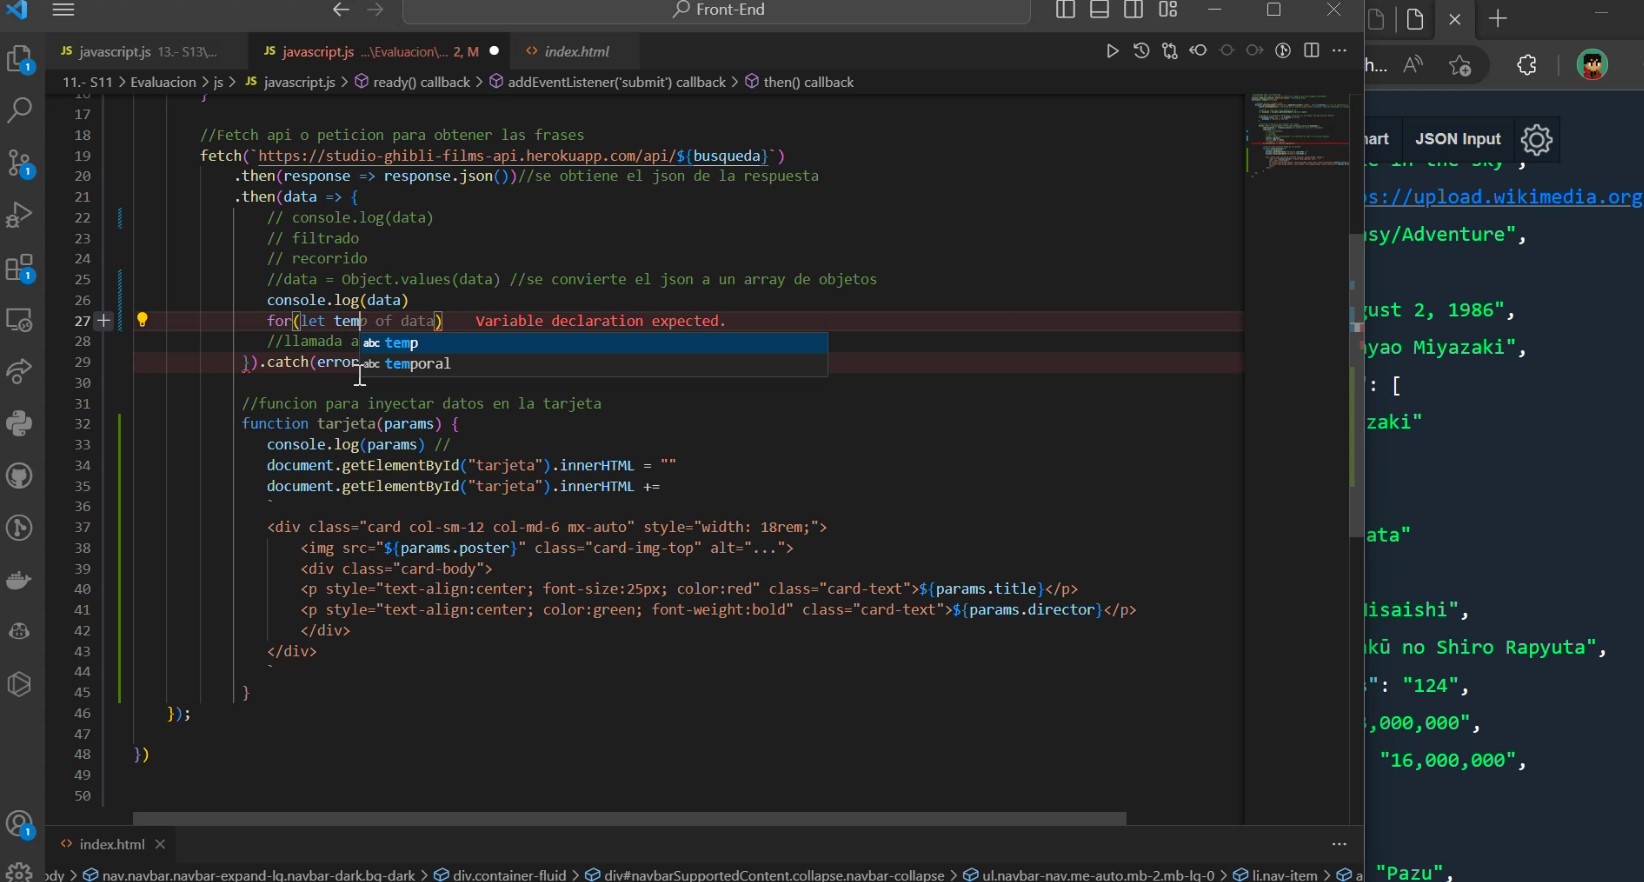 Front-End
JS javascript.js 13.- S13\...
JS javascript.js ...\Evaluacion\... 2, M
<> index.html
11.- S11 > Evaluacion > js > JS javascript.js > ready() callback > addEventListener('submit') callback > then() callback
17
18 //Fetch api o peticion para obtener las frases
19 fetch(`https://studio-ghibli-films-api.herokuapp.com/api/${busqueda}`)
20 .then(response => response.json())//se obtiene el json de la respuesta
21 .then(data => {
22 // console.log(data)
23 // filtrado
24 // recorrido
25 //data = Object.values(data) //se convierte el json a un array de objetos
26 console.log(data)
27 for(let temp of data) Variable declaration expected.
abc temp
28 //llamada a
abc temporal
29 }).catch(error
30
31 //funcion para inyectar datos en la tarjeta
32 function tarjeta(params) {
33 console.log(params) //
34 document.getElementById("tarjeta").innerHTML = ""
35 document.getElementById("tarjeta").innerHTML +=
36 `
37 <div class="card col-sm-12 col-md-6 mx-auto" style="width: 18rem;">
38 <img src="${params.poster}" class="card-img-top" alt="...">
39 <div class="card-body">
40 <p style="text-align:center; font-size:25px; color:red" class="card-text">${params.title}</p>
41 <p style="text-align:center; color:green; font-weight:bold" class="card-text">${params.director}</p>
42 </div>
43 </div>
44 `
45 }
46 });
47
48 })
49
50
<> index.html
ody > nav.navbar.navbar-expand-lg.navbar-dark.bg-dark > div.container-fluid > div#navbarSupportedContent.collapse.navbar-collapse > ul.navbar-nav.me-auto.mb-2.mb-lg-0 > li.nav-item > a
h...
hart JSON Input
e in the Sky",
ps://upload.wikimedia.org
asy/Adventure",
gust 2, 1986",
yao Miyazaki",
": [
zaki"
ata"
Hisaishi",
kū no Shiro Rapyuta",
": "124",
,000,000",
"16,000,000",
"Pazu",